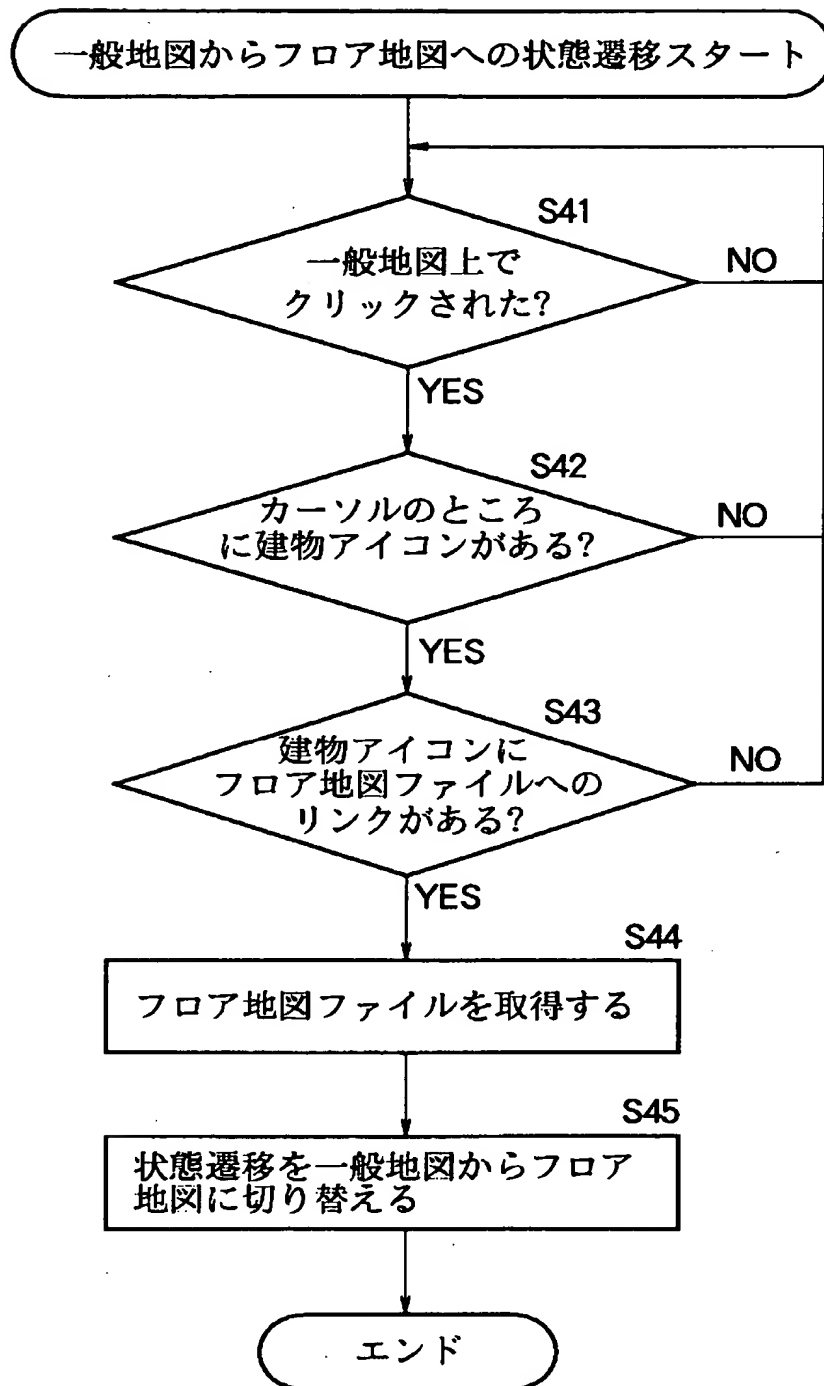 一般地図からフロア地図への状態遷移スタート
S41
一般地図上で
クリックされた?
NO
YES
S42
カーソルのところ
に建物アイコンがある?
NO
YES
S43
建物アイコンに
フロア地図ファイルへの
リンクがある?
NO
YES
S44
フロア地図ファイルを取得する
S45
状態遷移を一般地図からフロア
地図に切り替える
エンド